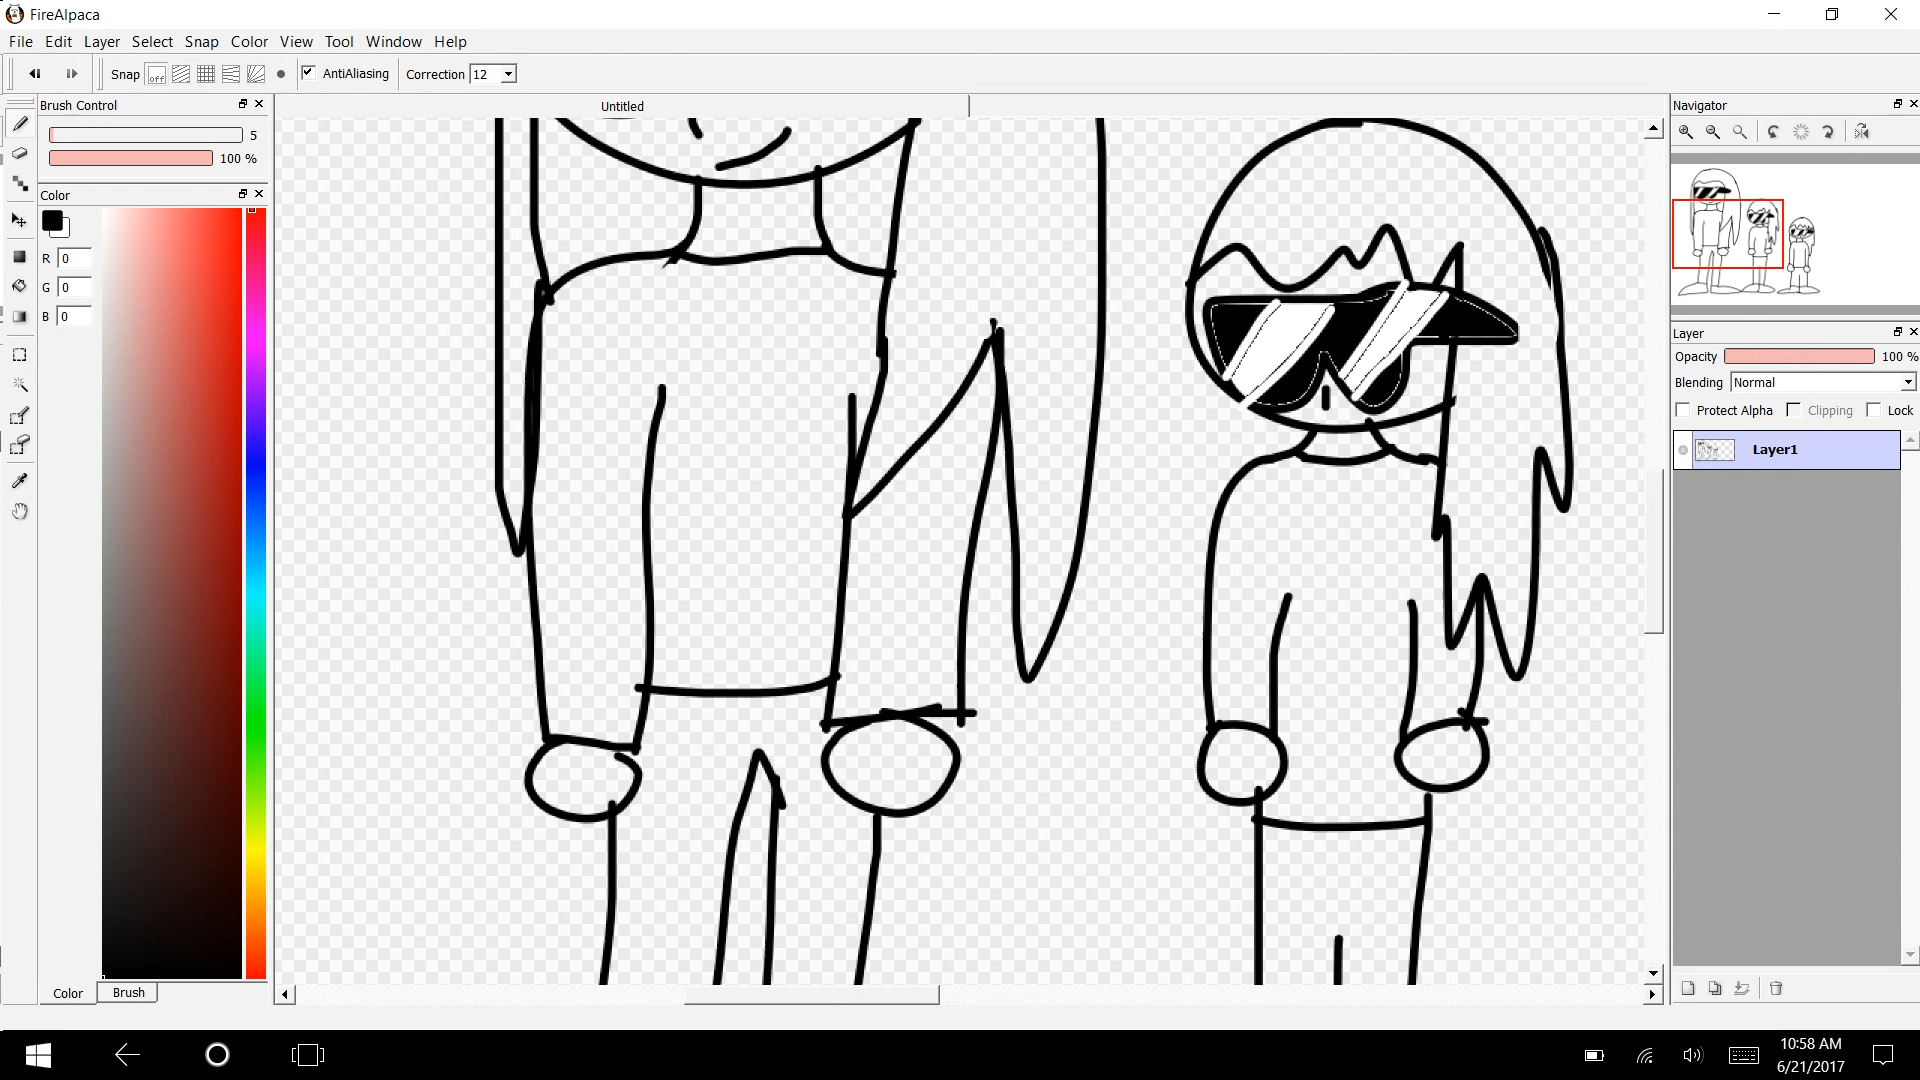 FireAlpaca
File Edit Layer Select Snap Color View Tool Window Help
Snap off AntiAliasing Correction 12
Brush Control
5
100 %
Color
R 0
G 0
B 0
Color Brush
Untitled
Navigator
Layer
Opacity 100 %
Blending Normal
Protect Alpha Clipping Lock
Layer1
10:58 AM
6/21/2017